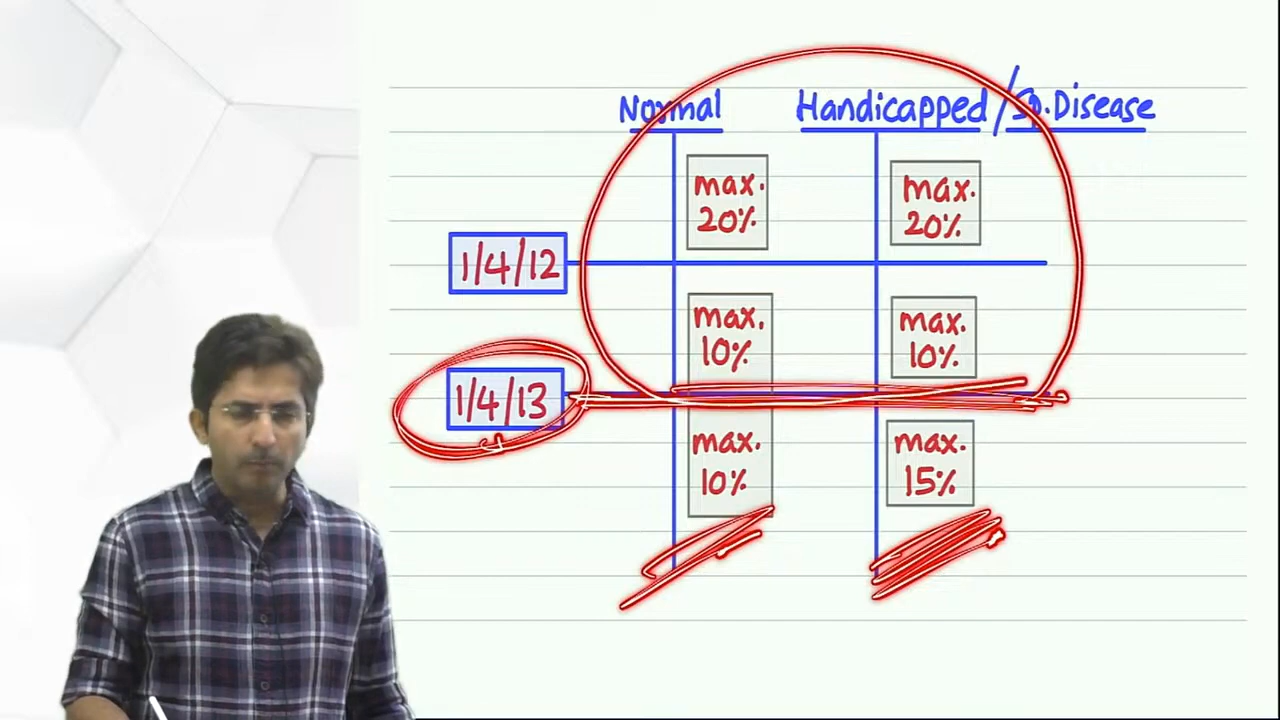 Normal Handicapped/Sp.Disease
max. max.
20% 20%
1/4/12
max. max.
10% 10%
1/4/13
max. max.
10% 15%